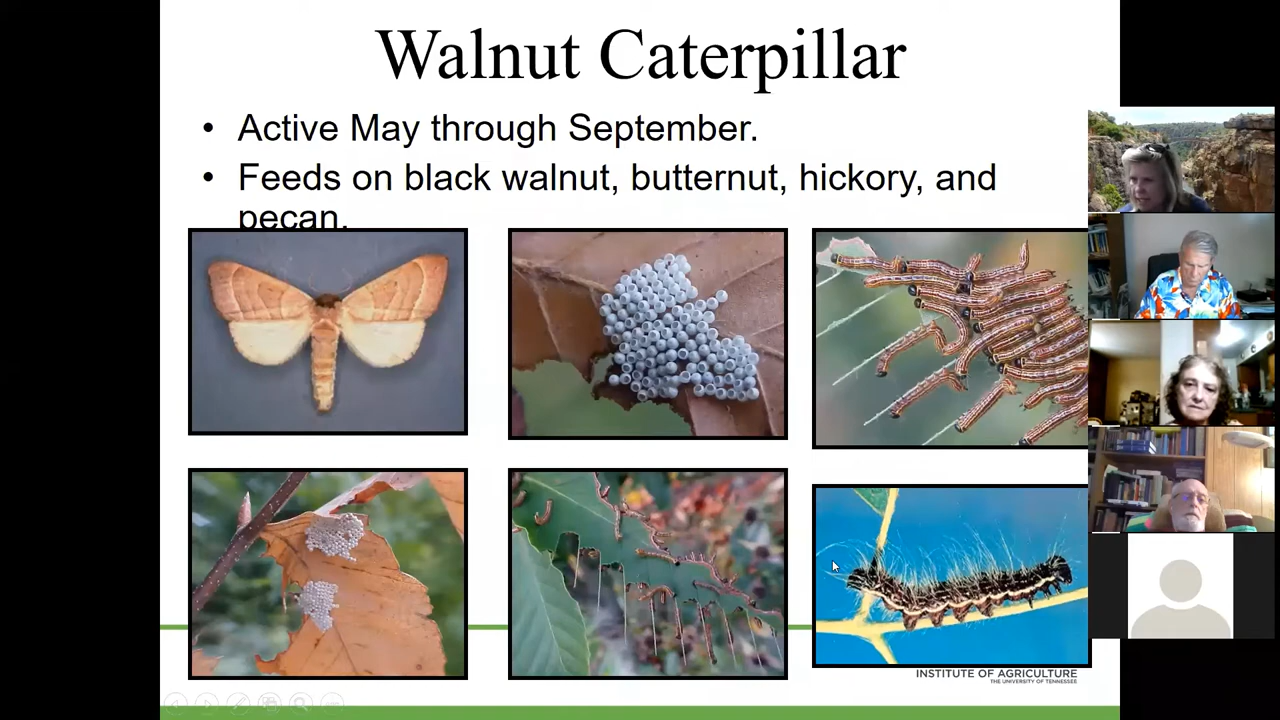 Walnut Caterpillar
• Active May through September.
• Feeds on black walnut, butternut, hickory, and
pecan.
INSTITUTE OF AGRICULTURE
THE UNIVERSITY OF TENNESSEE